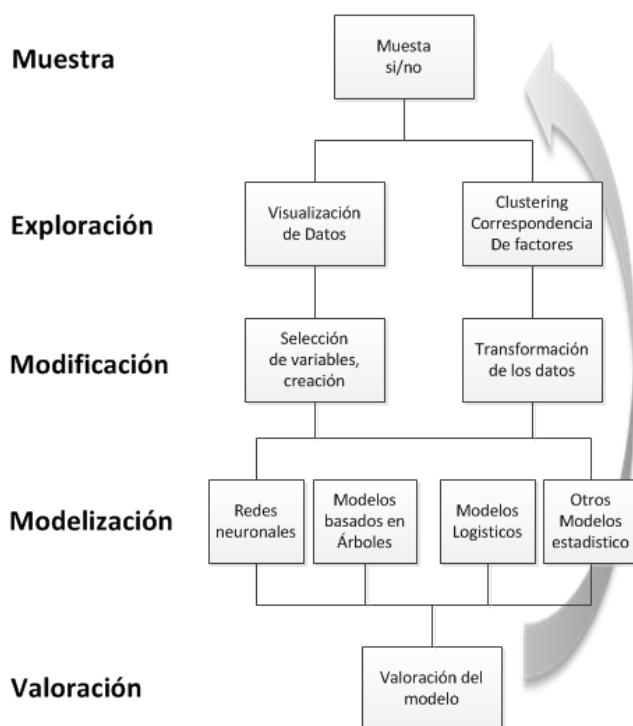 Muestra
Muesta
si/no
Exploración
Visualización
de Datos
Clustering
Correspondencia
De factores
Modificación
Selección
de variables,
creación
Transformación
de los datos
Modelización
Redes
neuronales
Modelos
basados en
Árboles
Modelos
Logisticos
Otros
Modelos
estadistico
Valoración
Valoración del
modelo